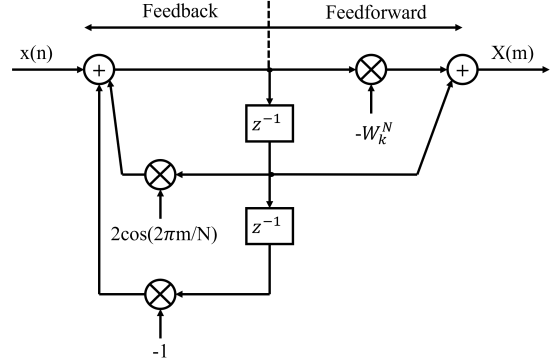 Feedback Feedforward
x(n) X(m)
+ × × +
z⁻¹
-W_k^N
z⁻¹
2cos(2πm/N)
-1